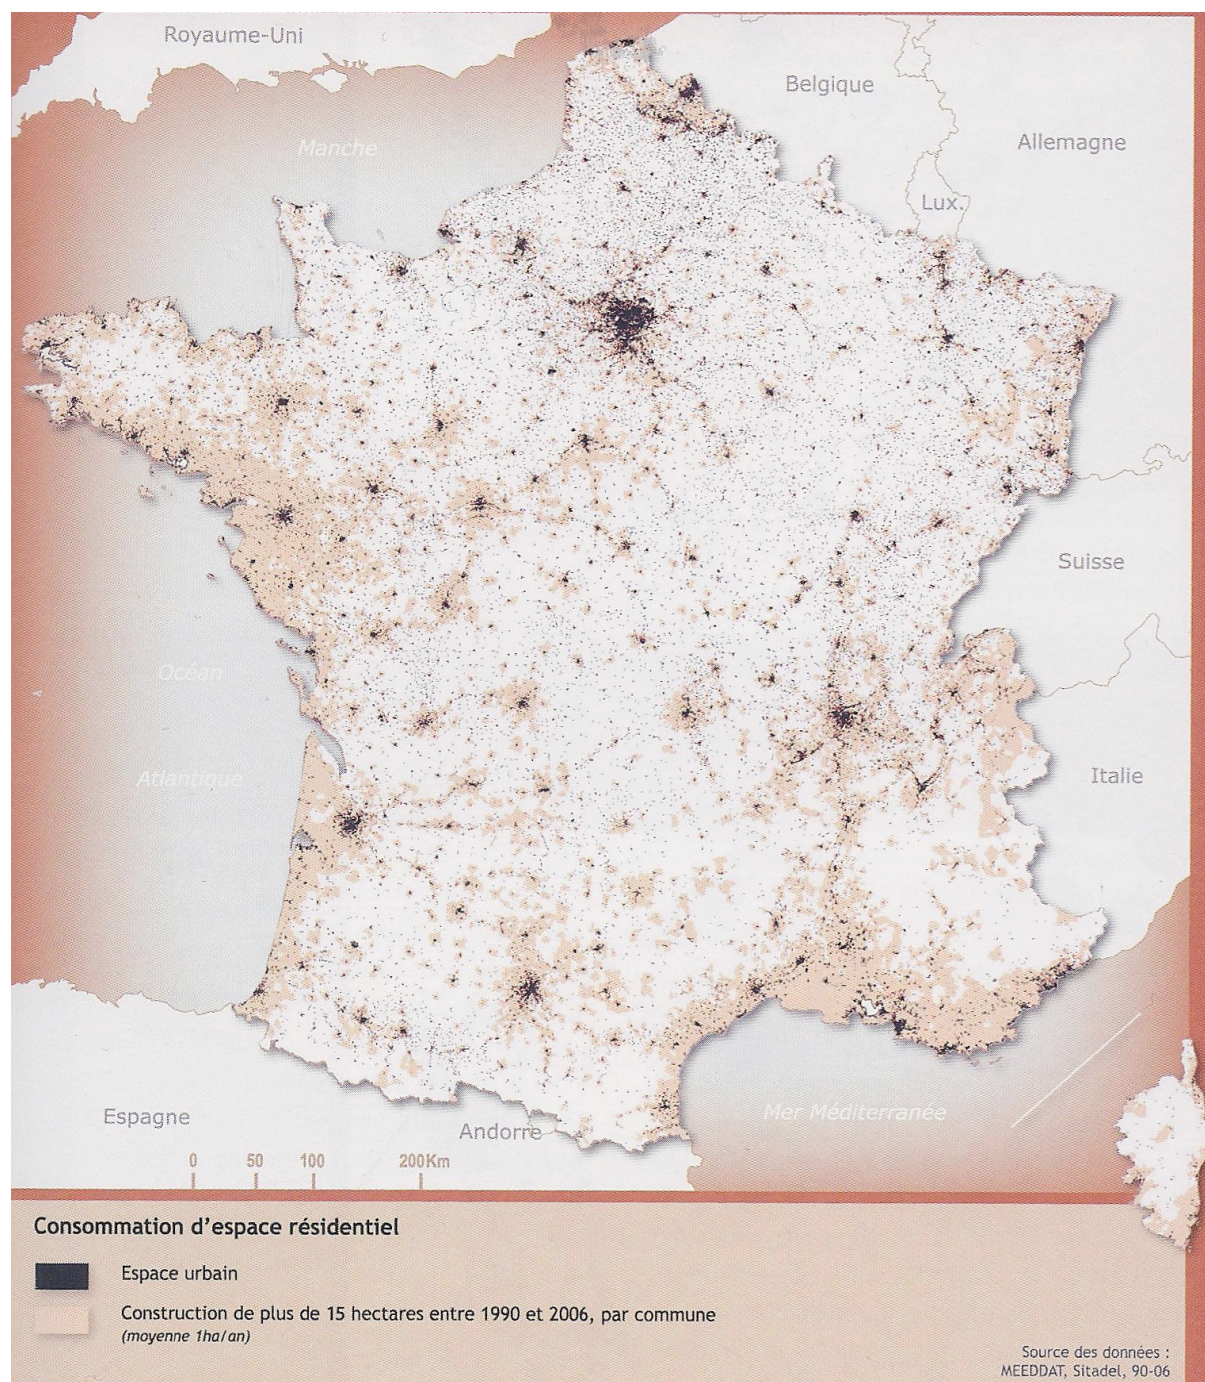 Royaume-Uni
Belgique
Allemagne
Manche
Lux.
Suisse
Océan
Atlantique
Italie
Espagne
Andorre
Mer Méditerranée
0 50 100 200Km
Consommation d'espace résidentiel
Espace urbain
Construction de plus de 15 hectares entre 1990 et 2006, par commune
(moyenne 1ha/an)
Source des données :
MEEDDAT, Sitadel, 90-06